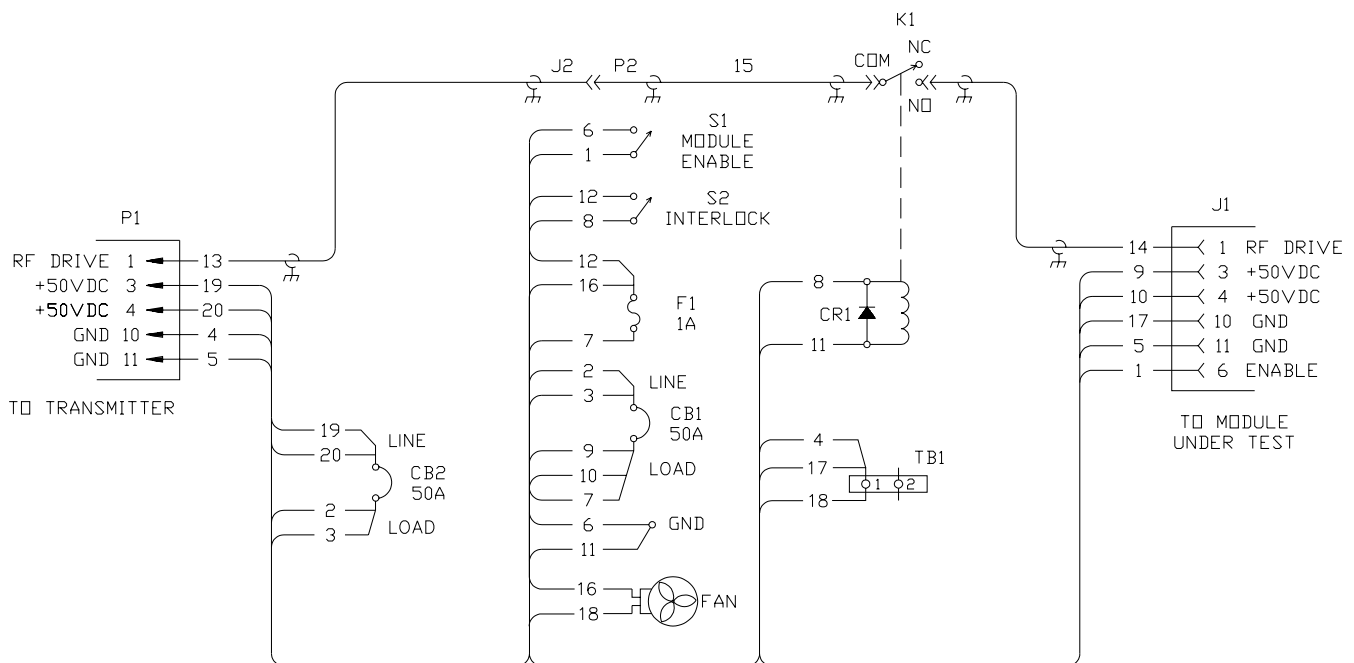 K1
NC
COM
J2 P2 15
NO
6 S1
MODULE
1 ENABLE
12 S2
8 INTERLOCK
P1
RF DRIVE 1 13
+50VDC 3 19
+50VDC 4 20
GND 10 4
GND 11 5
TO TRANSMITTER
19 LINE
20
CB2
50A
2
3 LOAD
12
16
F1
1A
7
2 LINE
3
CB1
50A
9
10 LOAD
7
6 GND
11
16
FAN
18
8
CR1
11
4
17 TB1
1 2
18
J1
14 1 RF DRIVE
9 3 +50VDC
10 4 +50VDC
17 10 GND
5 11 GND
1 6 ENABLE
TO MODULE
UNDER TEST